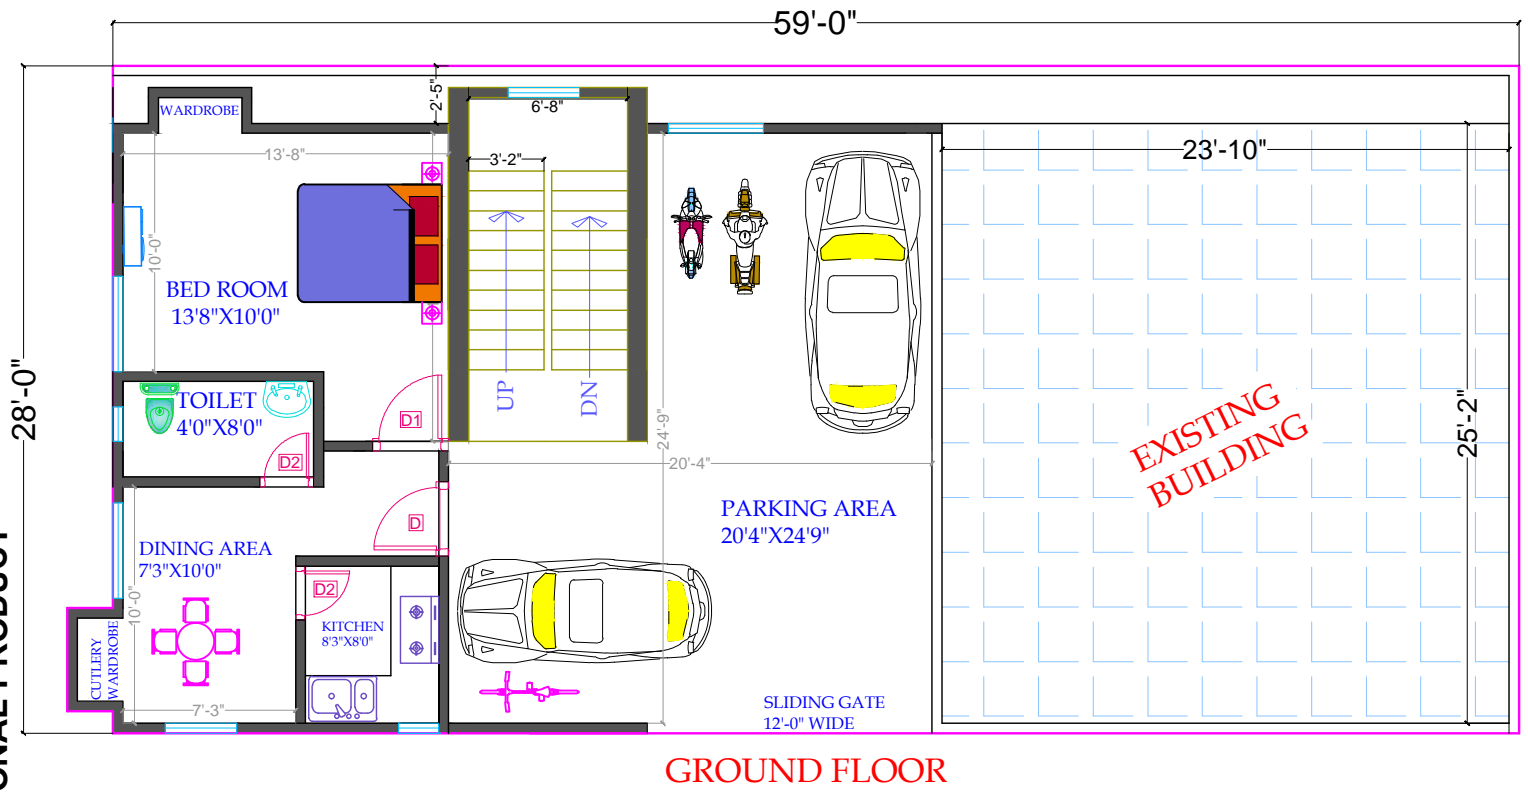 59'-0"
28'-0"
2'-5"
WARDROBE
6'-8"
13'-8"
3'-2"
23'-10"
10'-0"
BED ROOM
13'8"X10'0"
UP
DN
TOILET
4'0"X8'0"
D1
D2
24'-9"
20'-4"
EXISTING
BUILDING
25'-2"
D
PARKING AREA
20'4"X24'9"
DINING AREA
7'3"X10'0"
D2
10'-0"
KITCHEN
8'3"X8'0"
CUTLERY
WARDROBE
7'-3"
SLIDING GATE
12'-0" WIDE
GROUND FLOOR